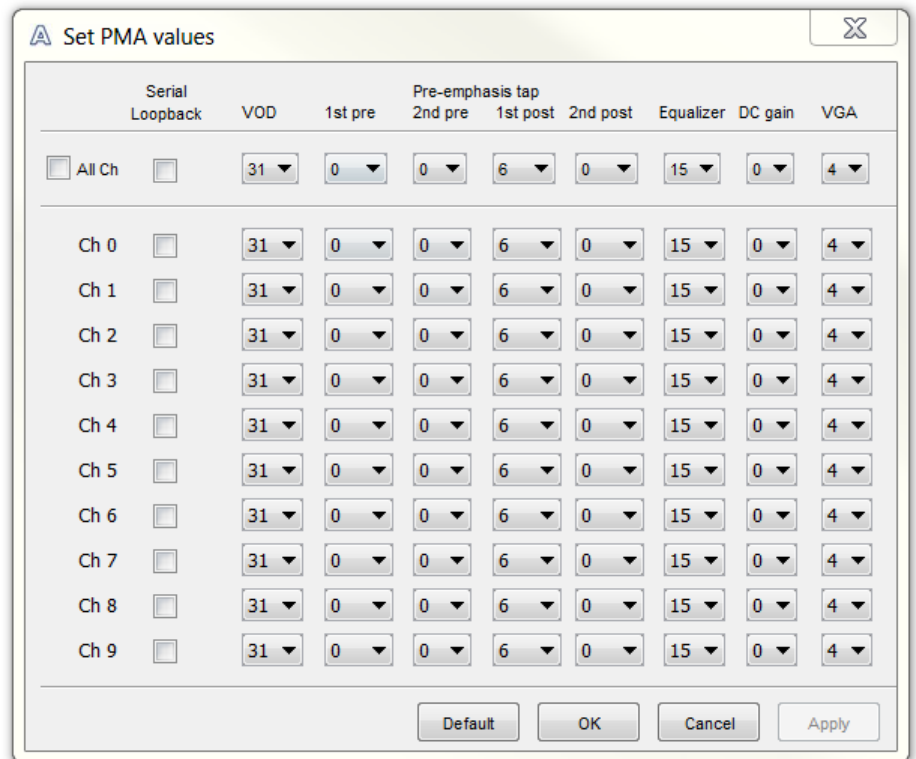 Set PMA values
Serial Loopback VOD 1st pre Pre-emphasis tap 2nd pre 1st post 2nd post Equalizer DC gain VGA
All Ch 31 0 0 6 0 15 0 4
Ch 0 31 0 0 6 0 15 0 4
Ch 1 31 0 0 6 0 15 0 4
Ch 2 31 0 0 6 0 15 0 4
Ch 3 31 0 0 6 0 15 0 4
Ch 4 31 0 0 6 0 15 0 4
Ch 5 31 0 0 6 0 15 0 4
Ch 6 31 0 0 6 0 15 0 4
Ch 7 31 0 0 6 0 15 0 4
Ch 8 31 0 0 6 0 15 0 4
Ch 9 31 0 0 6 0 15 0 4
Default OK Cancel Apply